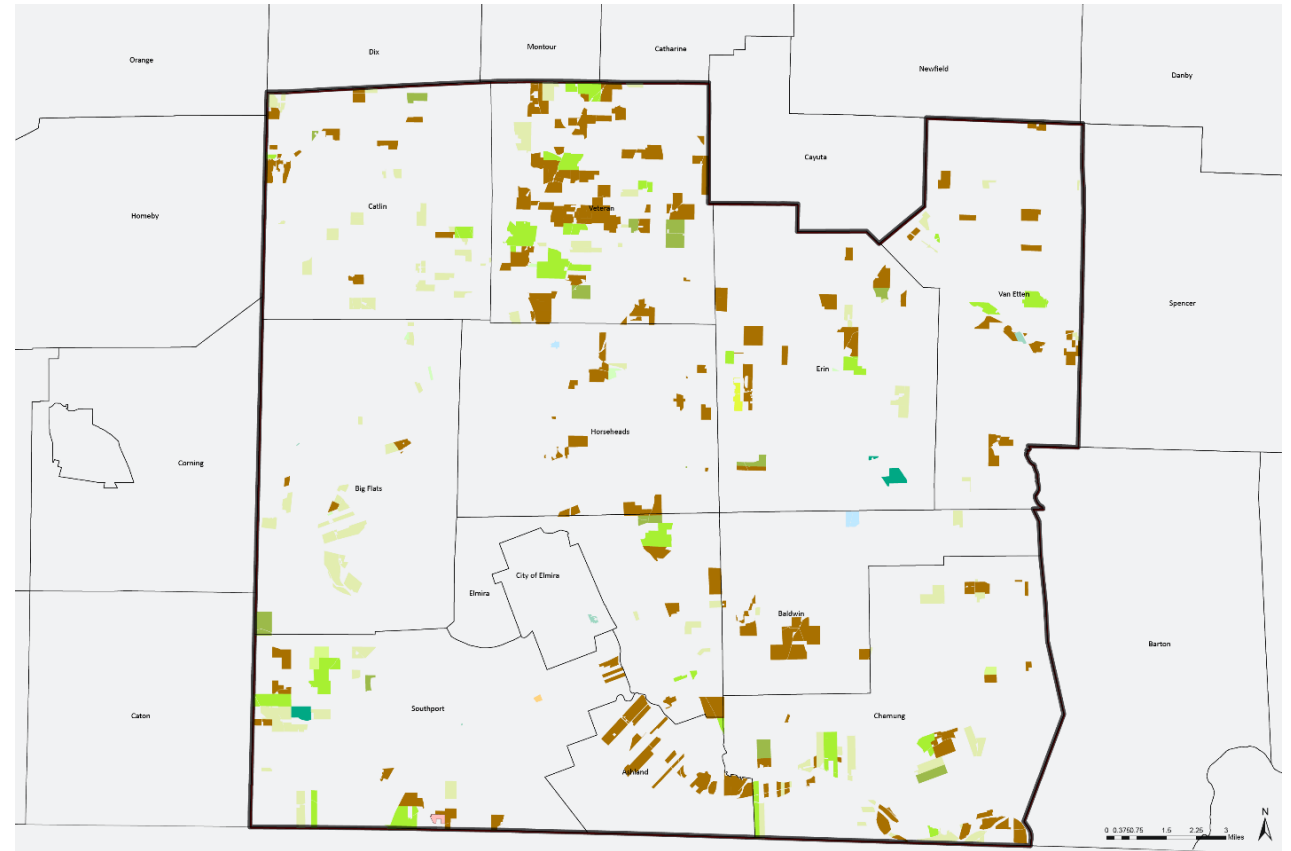 Dix
Montour
Catharine
Orange
Newfield
Danby
Cayuta
Catlin
Veteran
Hornby
Van Etten
Spencer
Erin
Horseheads
Corning
Big Flats
City of Elmira
Elmira
Baldwin
Barton
Southport
Caton
Chemung
Ashland
N
0 0.375 0.75 1.5 2.25 3
Miles